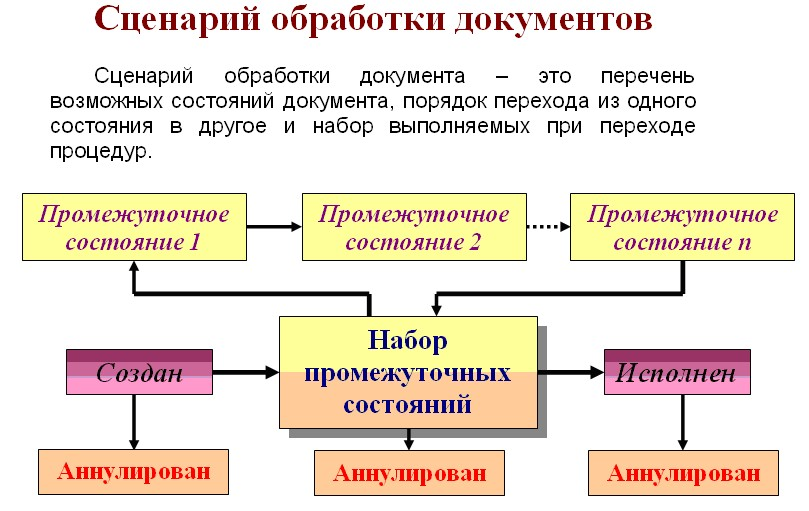 Сценарий обработки документов
Сценарий обработки документа – это перечень
возможных состояний документа, порядок перехода из одного
состояния в другое и набор выполняемых при переходе
процедур.
Промежуточное
состояние 1
Промежуточное
состояние 2
Промежуточное
состояние n
Создан
Набор
промежуточных
состояний
Исполнен
Аннулирован
Аннулирован
Аннулирован